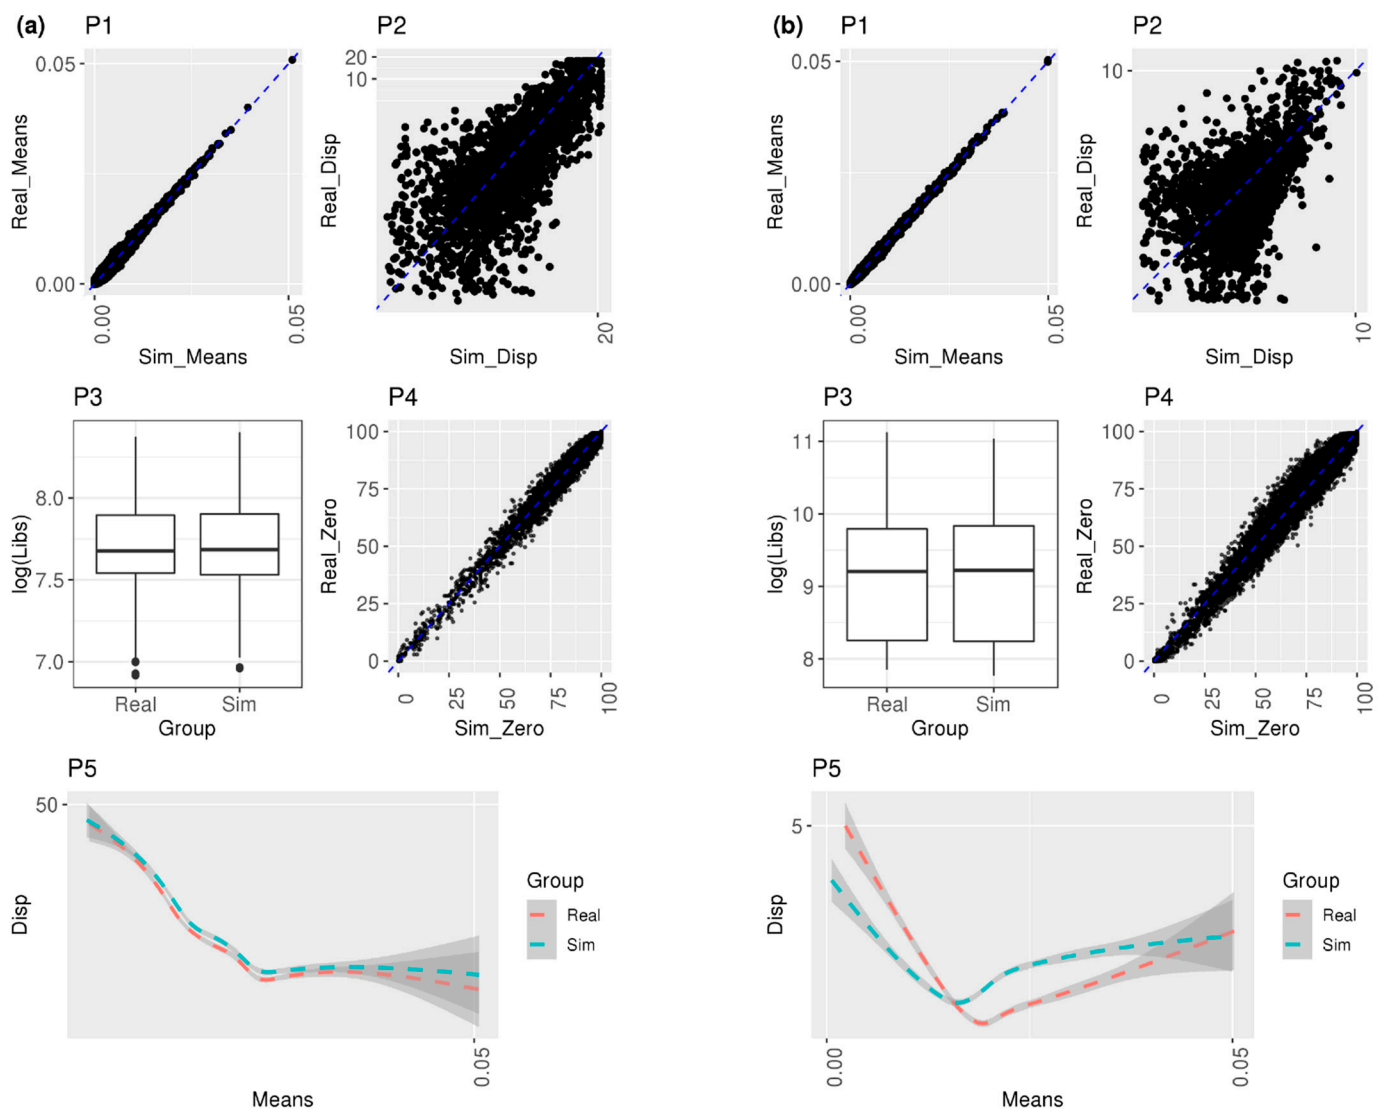 (a)
P1
Real_Means
0.05
0.00
0.00
0.05
Sim_Means
P2
Real_Disp
20
10
20
Sim_Disp
P3
log(Libs)
8.0
7.5
7.0
Real
Sim
Group
P4
Real_Zero
100
75
50
25
0
0
25
50
75
100
Sim_Zero
P5
Disp
50
0.05
Means
Group
Real
Sim
(b)
P1
Real_Means
0.05
0.00
0.00
0.05
Sim_Means
P2
Real_Disp
10
10
Sim_Disp
P3
log(Libs)
11
10
9
8
Real
Sim
Group
P4
Real_Zero
100
75
50
25
0
0
25
50
75
100
Sim_Zero
P5
Disp
5
0.00
0.05
Means
Group
Real
Sim